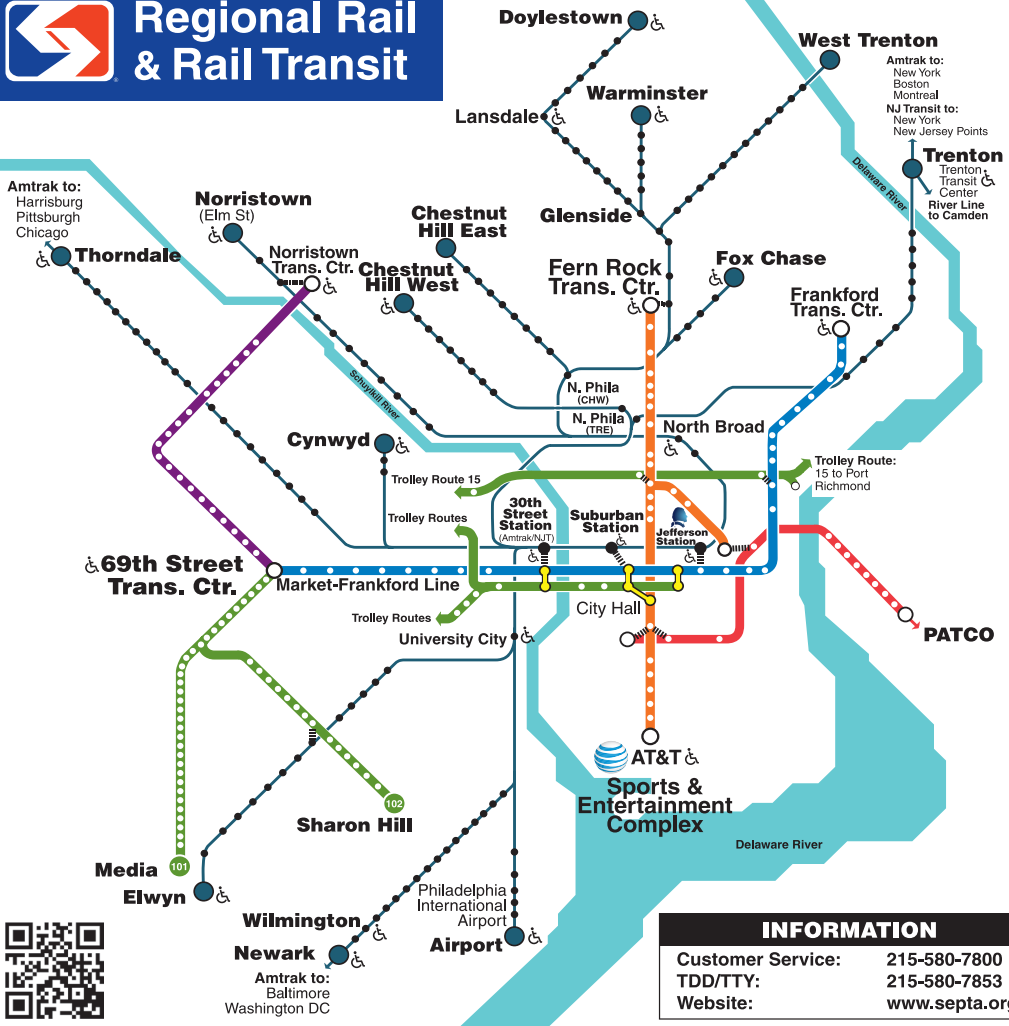 Regional Rail
& Rail Transit
Doylestown
West Trenton
Amtrak to:
New York
Boston
Montreal
NJ Transit to:
New York
New Jersey Points
Warminster
Lansdale
Delaware River
Trenton
Trenton
Transit
Center
River Line
to Camden
Amtrak to:
Harrisburg
Pittsburgh
Chicago
Thorndale
Norristown
(Elm St)
Norristown
Trans. Ctr.
Chestnut
Hill East
Chestnut
Hill West
Glenside
Fern Rock
Trans. Ctr.
Fox Chase
Frankford
Trans. Ctr.
Schuylkill River
N. Phila
(CHW)
N. Phila
(TRE)
North Broad
Cynwyd
Trolley Route 15
Trolley Route:
15 to Port
Richmond
Trolley Routes
30th
Street
Station
(Amtrak/NJT)
Suburban
Station
Jefferson
Station
69th Street
Trans. Ctr.
Market-Frankford Line
Trolley Routes
City Hall
University City
PATCO
AT&T
Sports &
Entertainment
Complex
102
Sharon Hill
Delaware River
Media
101
Elwyn
Philadelphia
International
Airport
Airport
Wilmington
Newark
Amtrak to:
Baltimore
Washington DC
INFORMATION
Customer Service: 215-580-7800
TDD/TTY: 215-580-7853
Website: www.septa.org